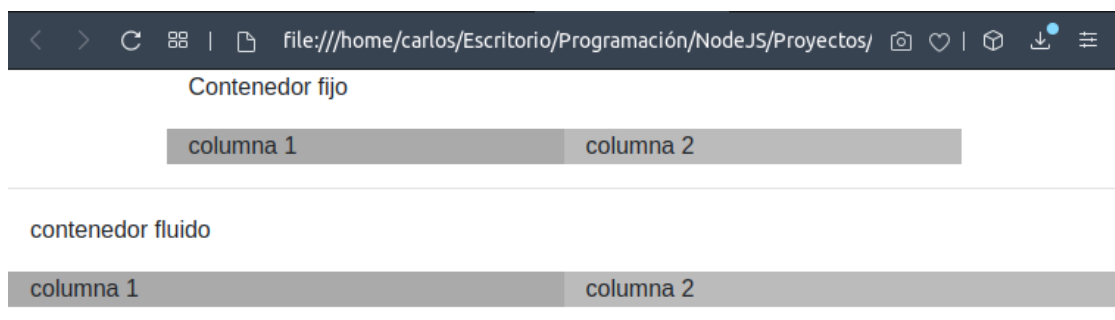 file:///home/carlos/Escritorio/Programación/NodeJS/Proyectos/
Contenedor fijo
columna 1 columna 2
contenedor fluido
columna 1 columna 2